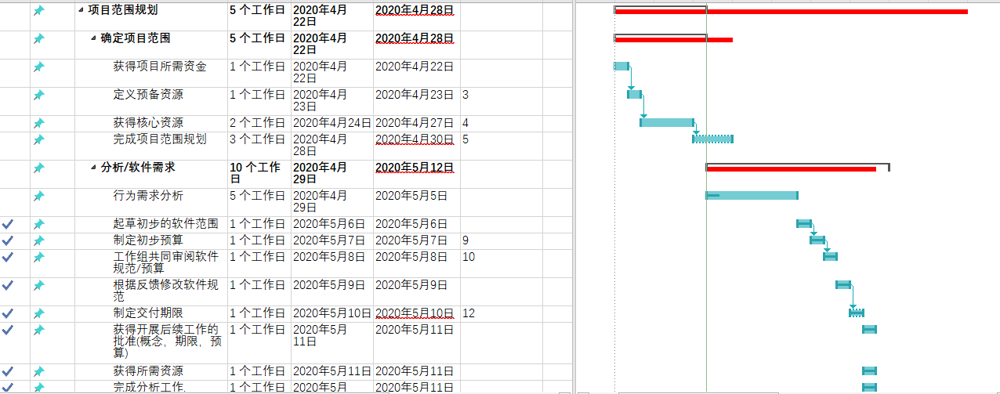 项目范围规划 5 个工作日 2020年4月 2020年4月28日
22日
确定项目范围 5 个工作日 2020年4月 2020年4月28日
22日
获得项目所需资金 1 个工作日 2020年4月 2020年4月22日
22日
定义预备资源 1 个工作日 2020年4月 2020年4月23日 3
23日
获得核心资源 2 个工作日 2020年4月24日 2020年4月27日 4
完成项目范围规划 3 个工作日 2020年4月 2020年4月30日 5
28日
分析/软件需求 10 个工作 2020年4月 2020年5月12日
日 29日
行为需求分析 5 个工作日 2020年4月 2020年5月5日
29日
起草初步的软件范围 1 个工作日 2020年5月6日 2020年5月6日
制定初步预算 1 个工作日 2020年5月7日 2020年5月7日 9
工作组共同审阅软件 1 个工作日 2020年5月8日 2020年5月8日 10
规范/预算
根据反馈修改软件规 1 个工作日 2020年5月9日 2020年5月9日
范
制定交付期限 1 个工作日 2020年5月10日 2020年5月10日 12
获得开展后续工作的 1 个工作日 2020年5月 2020年5月11日
批准(概念，期限，预 11日
算)
获得所需资源 1 个工作日 2020年5月11日 2020年5月11日
完成分析工作. 1 个工作日 2020年5月 2020年5月11日